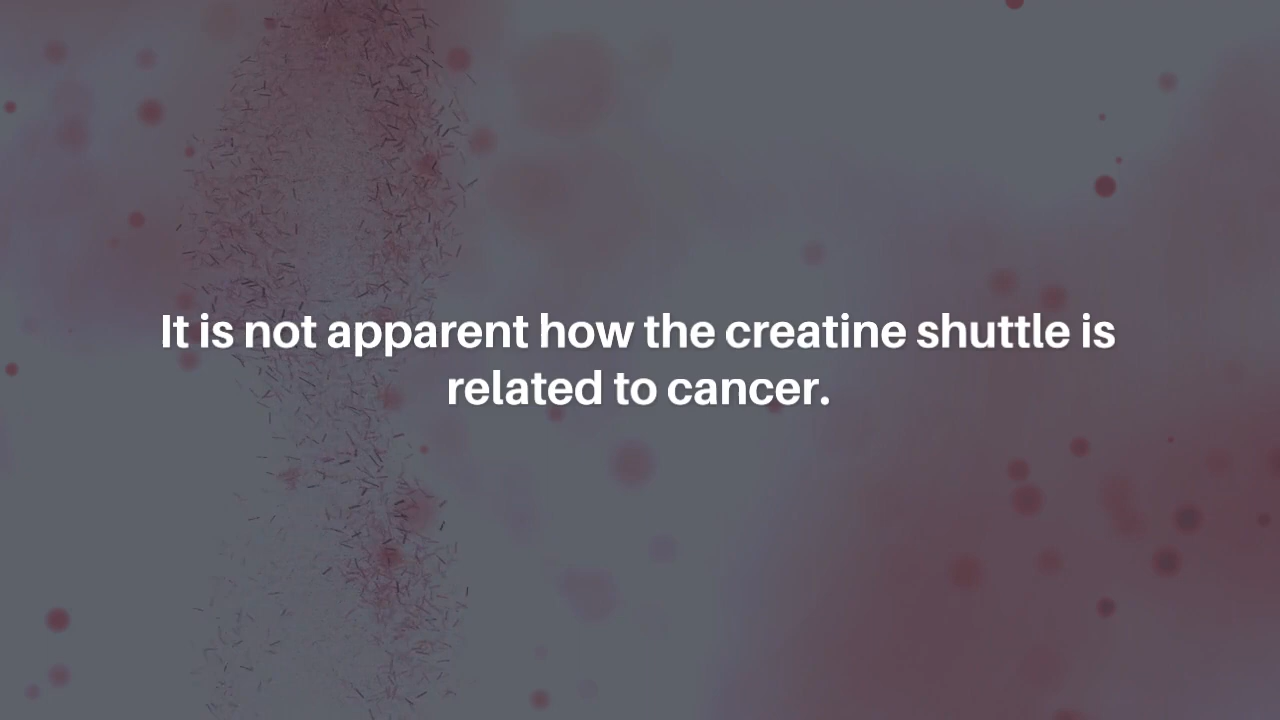 It is not apparent how the creatine shuttle is
related to cancer.